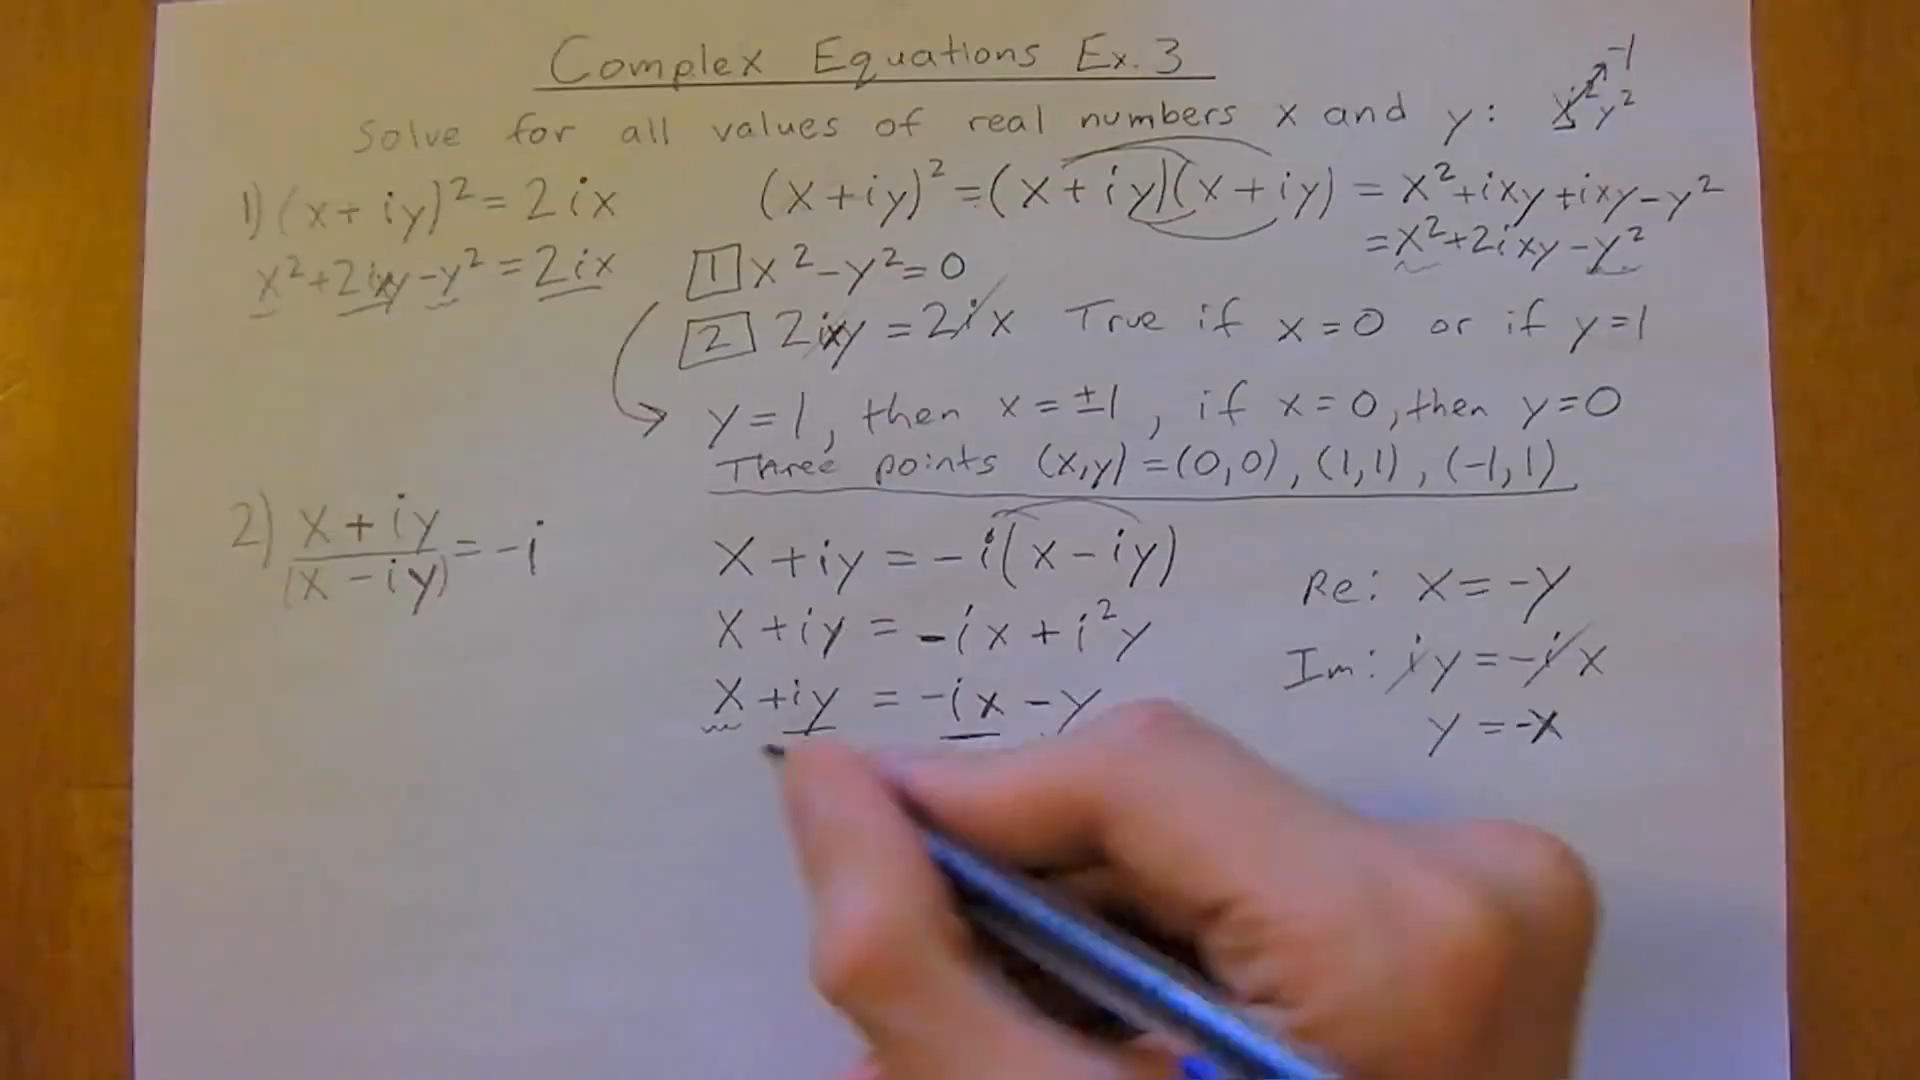 Complex Equations Ex. 3
Solve for all values of real numbers x and y:
-1
i²y²
1) (x + iy)² = 2ix
(x + iy)² = (x + iy)(x + iy) = x² + ixy + ixy - y²
= x² + 2ixy - y²
x² + 2ixy - y² = 2ix
1 x² - y² = 0
2 2ixy = 2ix True if x = 0 or if y = 1
y = 1, then x = ±1, if x = 0, then y = 0
Three points (x,y) = (0,0), (1,1), (-1,1)
2) x + iy / (x - iy) = -i
x + iy = -i(x - iy)
x + iy = -ix + i²y
x + iy = -ix - y
Re: x = -y
Im: iy = -ix
y = -x